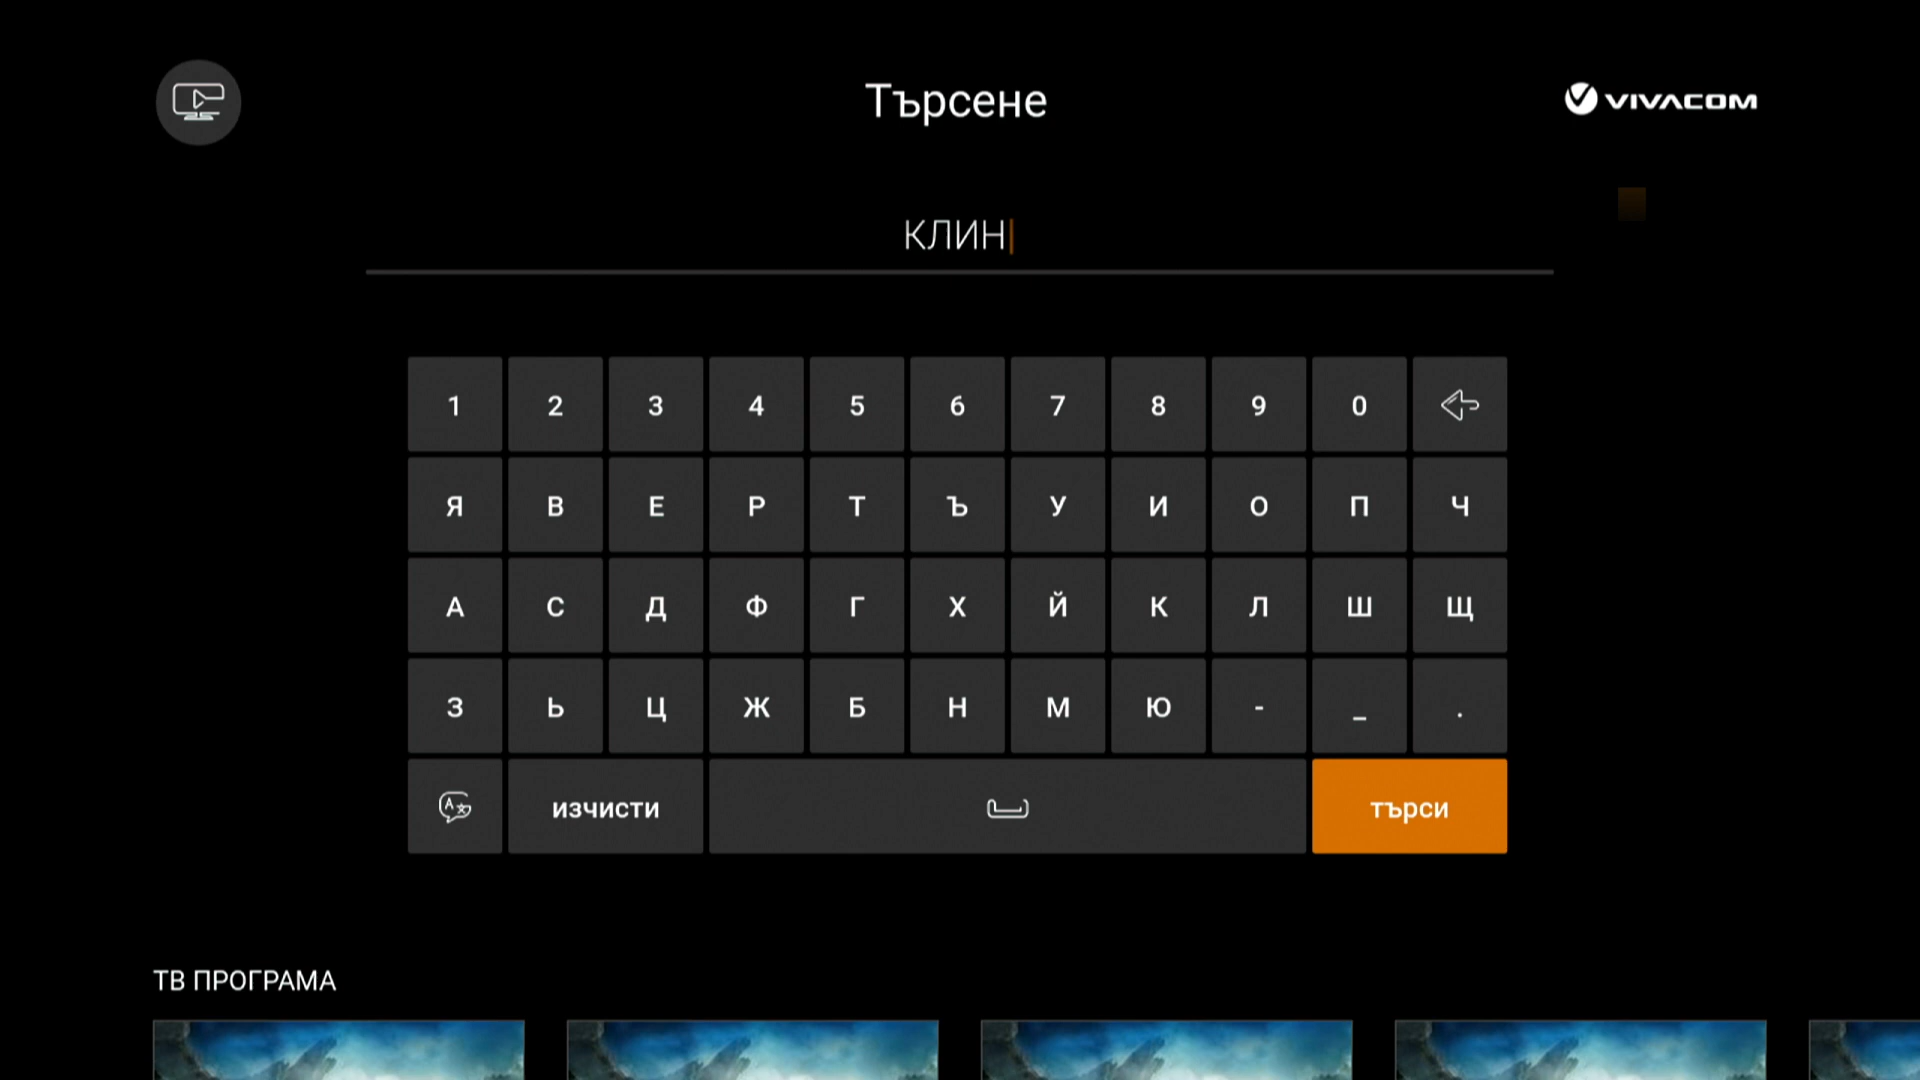 Търсене
VIVACOM
КЛИН
1 2 3 4 5 6 7 8 9 0
Я В Е Р Т Ъ У И О П Ч
А С Д Ф Г Х Й К Л Ш Щ
З Ь Ц Ж Б Н М Ю - _ .
изчисти търси
ТВ ПРОГРАМА